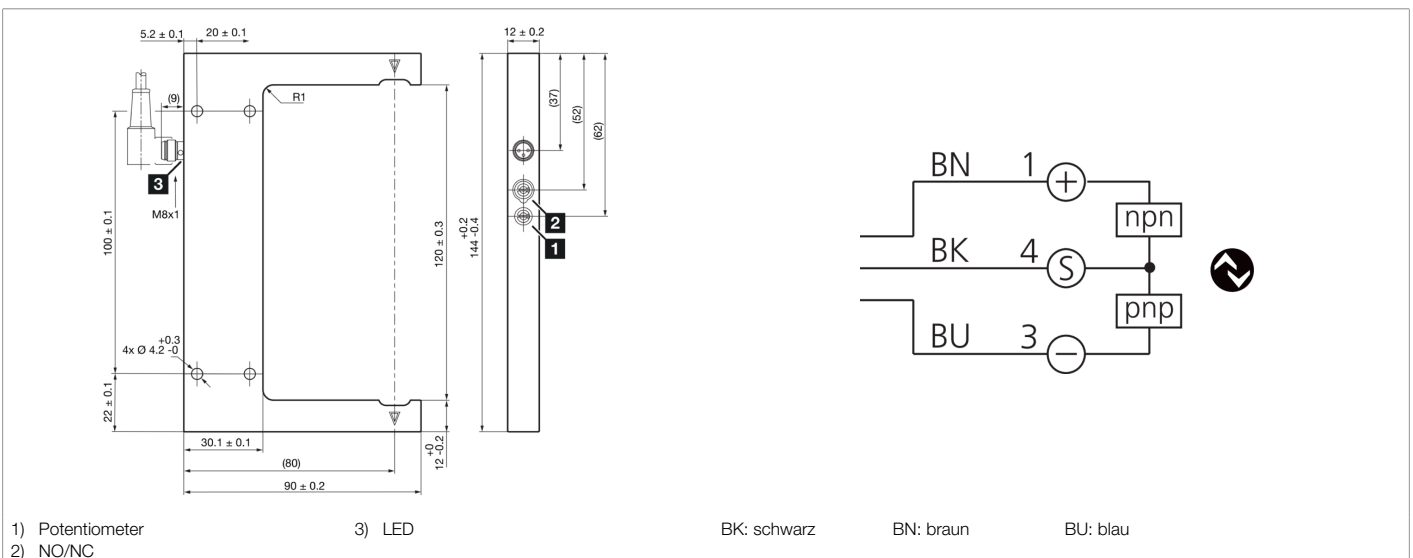 5.2 ± 0.1
20 ± 0.1
12 ± 0.2
(9)
R1
(37)
(52)
(62)
3
M8x1
2
1
100 ± 0.1
120 ± 0.3
+0.2
144 -0.4
+0.3
4x Ø 4.2 -0
22 ± 0.1
30.1 ± 0.1
+0
12 -0.2
(80)
90 ± 0.2
BN 1 +
npn
BK 4 S
pnp
BU 3 −
1) Potentiometer 3) LED BK: schwarz BN: braun BU: blau
2) NO/NC